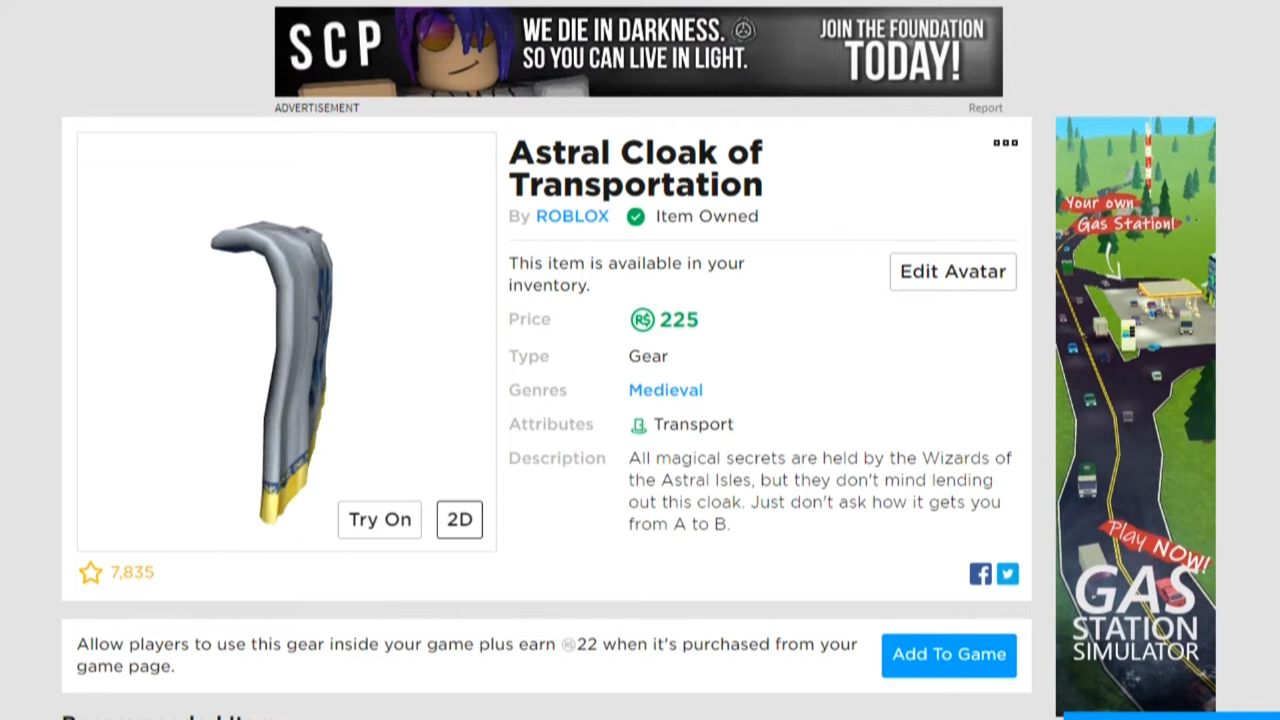 SCP
WE DIE IN DARKNESS.
SO YOU CAN LIVE IN LIGHT.
JOIN THE FOUNDATION
TODAY!
ADVERTISEMENT
Report
Astral Cloak of
Transportation
By ROBLOX Item Owned
This item is available in your
inventory.
Edit Avatar
Price R$ 225
Type Gear
Genres Medieval
Attributes Transport
Description All magical secrets are held by the Wizards of
the Astral Isles, but they don't mind lending
out this cloak. Just don't ask how it gets you
from A to B.
Try On
2D
7,835
Allow players to use this gear inside your game plus earn R$22 when it's purchased from your
game page.
Add To Game
Your own
Gas Station!
Play NOW!
GAS
STATION
SIMULATOR